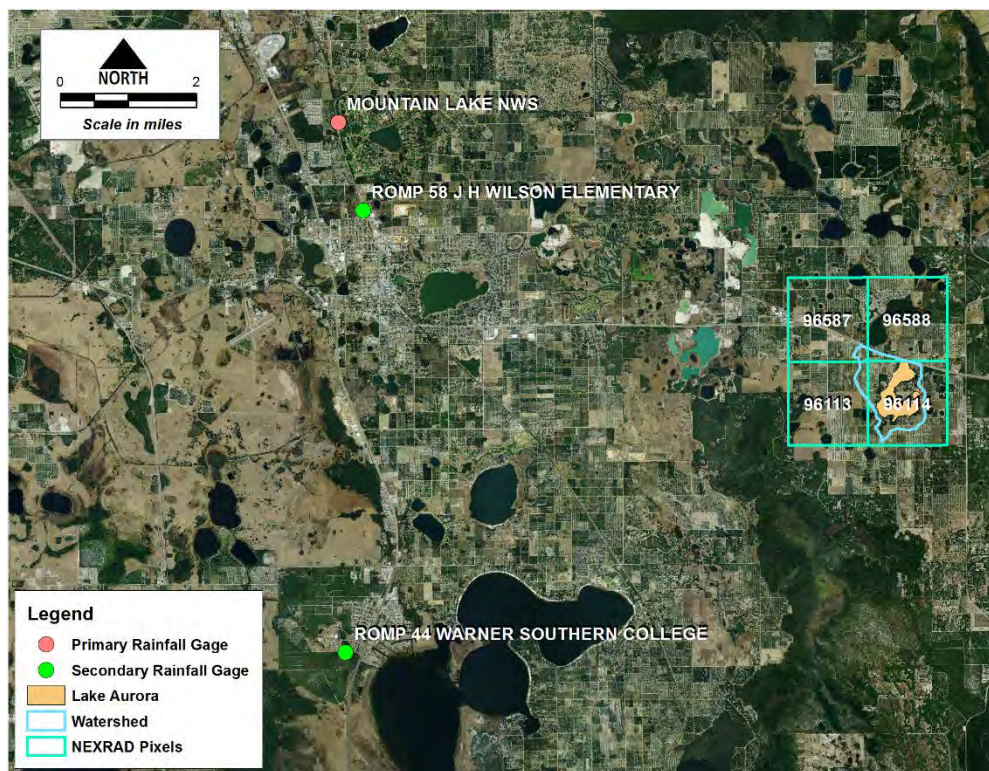 NORTH
0 2
Scale in miles
MOUNTAIN LAKE NWS
ROMP 58 J H WILSON ELEMENTARY
96587 96588
96113 96114
ROMP 44 WARNER SOUTHERN COLLEGE
Legend
Primary Rainfall Gage
Secondary Rainfall Gage
Lake Aurora
Watershed
NEXRAD Pixels